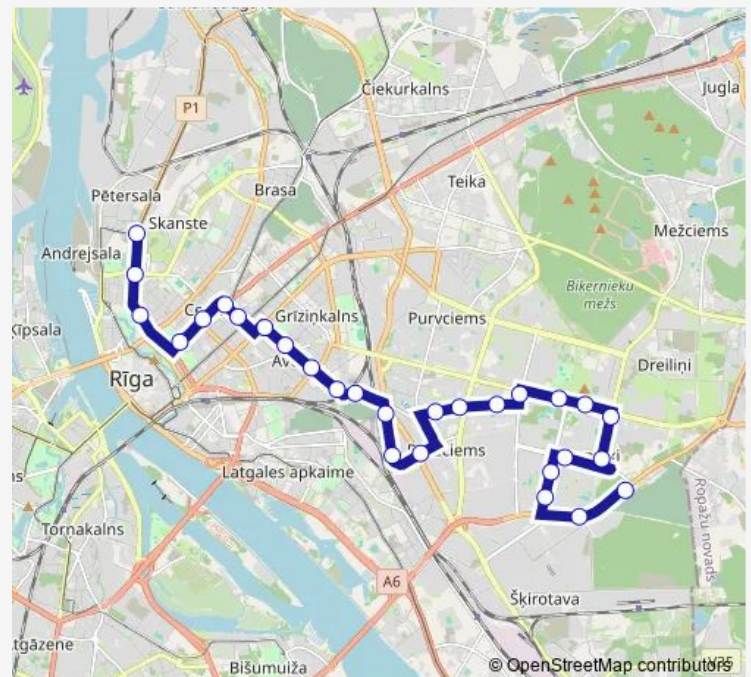 Čiekurkalns
Jugla
P1
Teika
Brasa
Pētersala
Skanste
Mežciems
Andrejsala
Biķernieku
mežs
Grīziņkalns
Purvciems
Ķīpsala
Dreiliņi
Rīga
Latgales apkaime
Ropažu novads
Torņakalns
A6
Šķirotava
Bišumuiža
© OpenStreetMap contributors